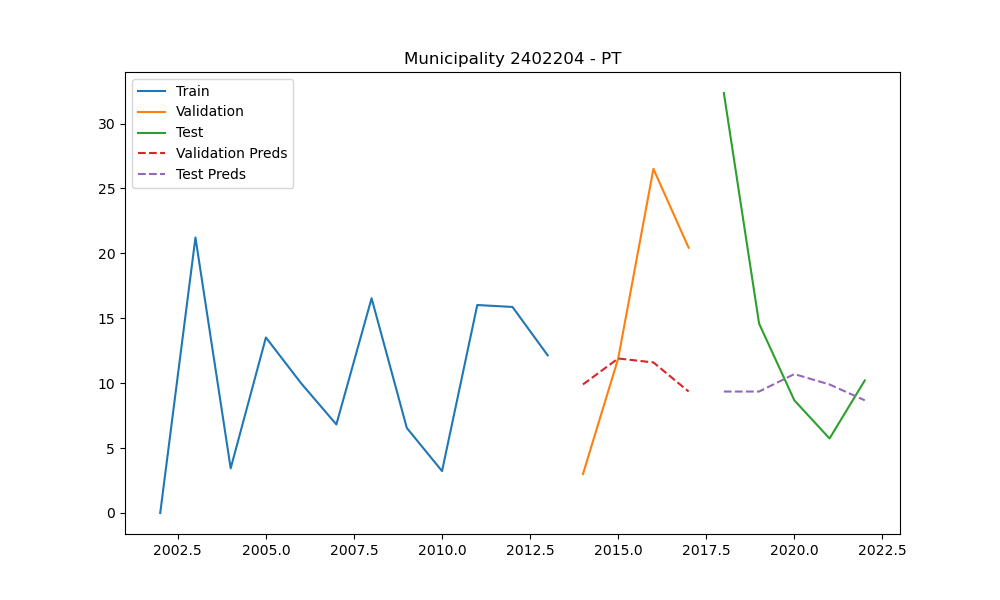 Municipality 2402204 - PT
Train
Validation
Test
Validation Preds
Test Preds
30
25
20
15
10
5
0
2002.5 2005.0 2007.5 2010.0 2012.5 2015.0 2017.5 2020.0 2022.5